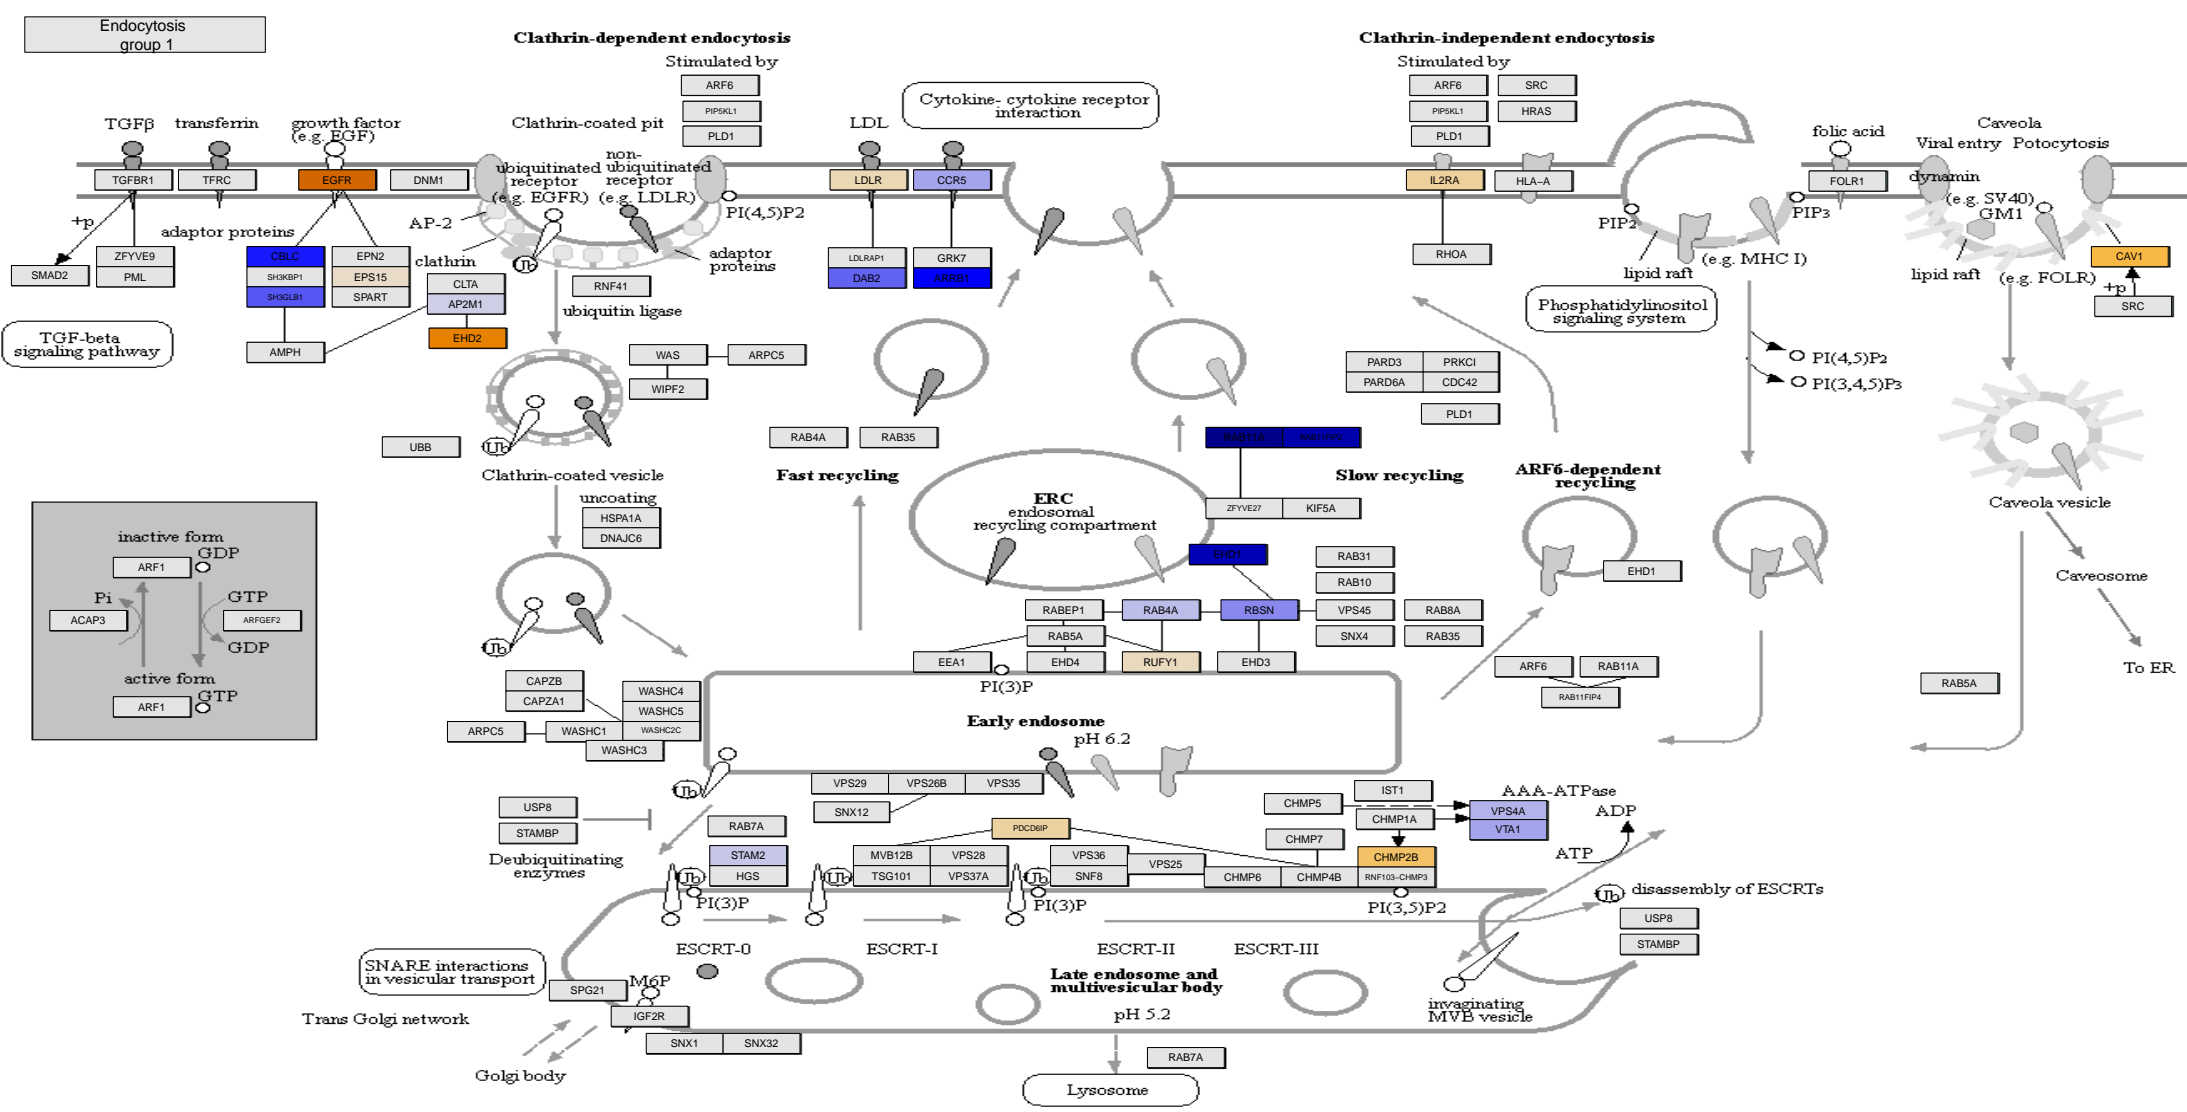 Endocytosis
group 1
Clathrin-dependent endocytosis
Stimulated by
ARF6
PIP5KL1
PLD1
Clathrin-independent endocytosis
Stimulated by
ARF6
SRC
PIP5KL1
HRAS
PLD1
Cytokine- cytokine receptor
interaction
TGFβ
transferrin
growth factor
(e.g. EGF)
Clathrin-coated pit
LDL
folic acid
Caveola
Viral entry Potocytosis
TGFBR1
TFRC
EGFR
DNM1
ubiquitinated
receptor
(e.g. EGFR)
non-
ubiquitinated
receptor
(e.g. LDLR)
LDLR
CCR5
IL2RA
HLA-A
FOLR1
dynamin
(e.g. SV40)
GM1
+p
AP-2
PI(4,5)P2
PIP2
PIP3
adaptor proteins
SMAD2
ZFYVE9
PML
CBLC
SH3KBP1
SH3GLB1
EPN2
EPS15
SPART
clathrin
CLTA
AP2M1
EHD2
AMPH
Ub
adaptor
proteins
RNF41
ubiquitin ligase
LDLRAP1
DAB2
GRK7
ARRB1
RHOA
lipid raft
(e.g. MHC I)
lipid raft
(e.g. FOLR)
CAV1
+p
SRC
TGF-beta
signaling pathway
Phosphatidylinositol
signaling system
WAS
ARPC5
WIPF2
PARD3
PRKCI
PARD6A
CDC42
PLD1
PI(4,5)P2
PI(3,4,5)P3
UBB
Ub
Clathrin-coated vesicle
RAB4A
RAB35
RAB11A
Fast recycling
Slow recycling
ARF6-dependent
recycling
uncoating
HSPA1A
DNAJC6
ERC
endosomal
recycling compartment
ZFYVE27
KIF5A
Caveola vesicle
inactive form
GDP
ARF1
Pi
GTP
ACAP3
ARFGEF2
GDP
active form
GTP
ARF1
EHD1
RAB31
RAB10
EHD1
Caveosome
RABEP1
RAB4A
RBSN
VPS45
RAB8A
RAB5A
SNX4
RAB35
EEA1
EHD4
RUFY1
EHD3
PI(3)P
Ub
ARF6
RAB11A
RAB11FIP4
RAB5A
To ER
CAPZB
CAPZA1
WASHC4
WASHC5
ARPC5
WASHC1
WASHC2C
WASHC3
Early endosome
pH 6.2
Ub
VPS29
VPS26B
VPS35
SNX12
USP8
STAMBP
Deubiquitinating
enzymes
RAB7A
STAM2
HGS
PDCD6IP
MVB12B
VPS28
TSG101
VPS37A
VPS36
SNF8
VPS25
CHMP5
IST1
CHMP1A
AAA-ATPase
VPS4A
VTA1
ADP
ATP
CHMP7
CHMP2B
CHMP6
CHMP4B
RNF103-CHMP3
Ub
Ub
Ub
PI(3)P
PI(3)P
PI(3,5)P2
Ub
disassembly of ESCRTs
USP8
STAMBP
ESCRT-0
ESCRT-I
ESCRT-II
ESCRT-III
SNARE interactions
in vesicular transport
SPG21
M6P
IGF2R
Late endosome and
multivesicular body
pH 5.2
invaginating
MVB vesicle
Trans Golgi network
SNX1
SNX32
Golgi body
RAB7A
Lysosome